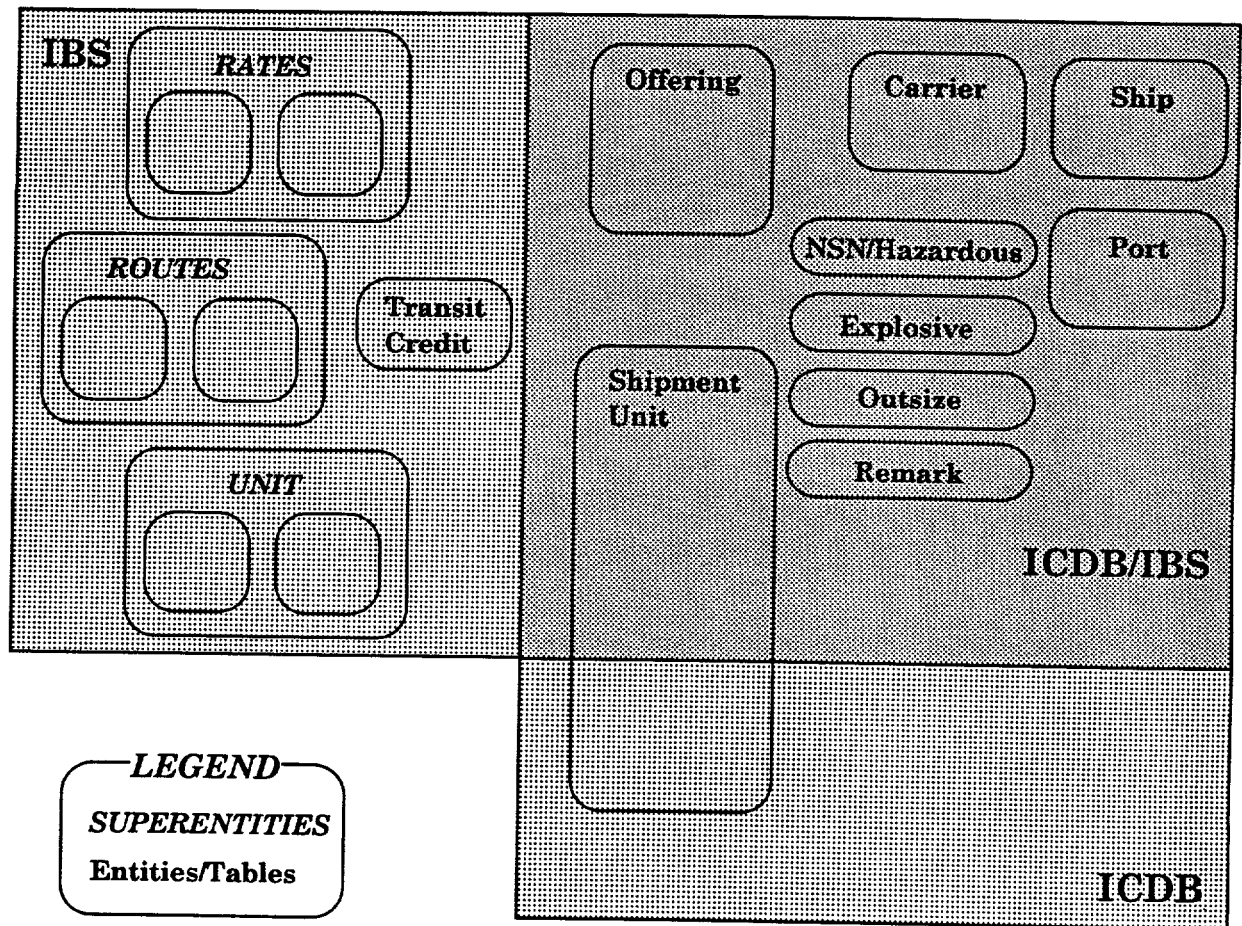 IBS
RATES
ROUTES
Transit
Credit
UNIT
Offering
Carrier
Ship
NSN/Hazardous
Port
Explosive
Shipment
Unit
Outsize
Remark
ICDB/IBS
LEGEND
SUPERENTITIES
Entities/Tables
ICDB